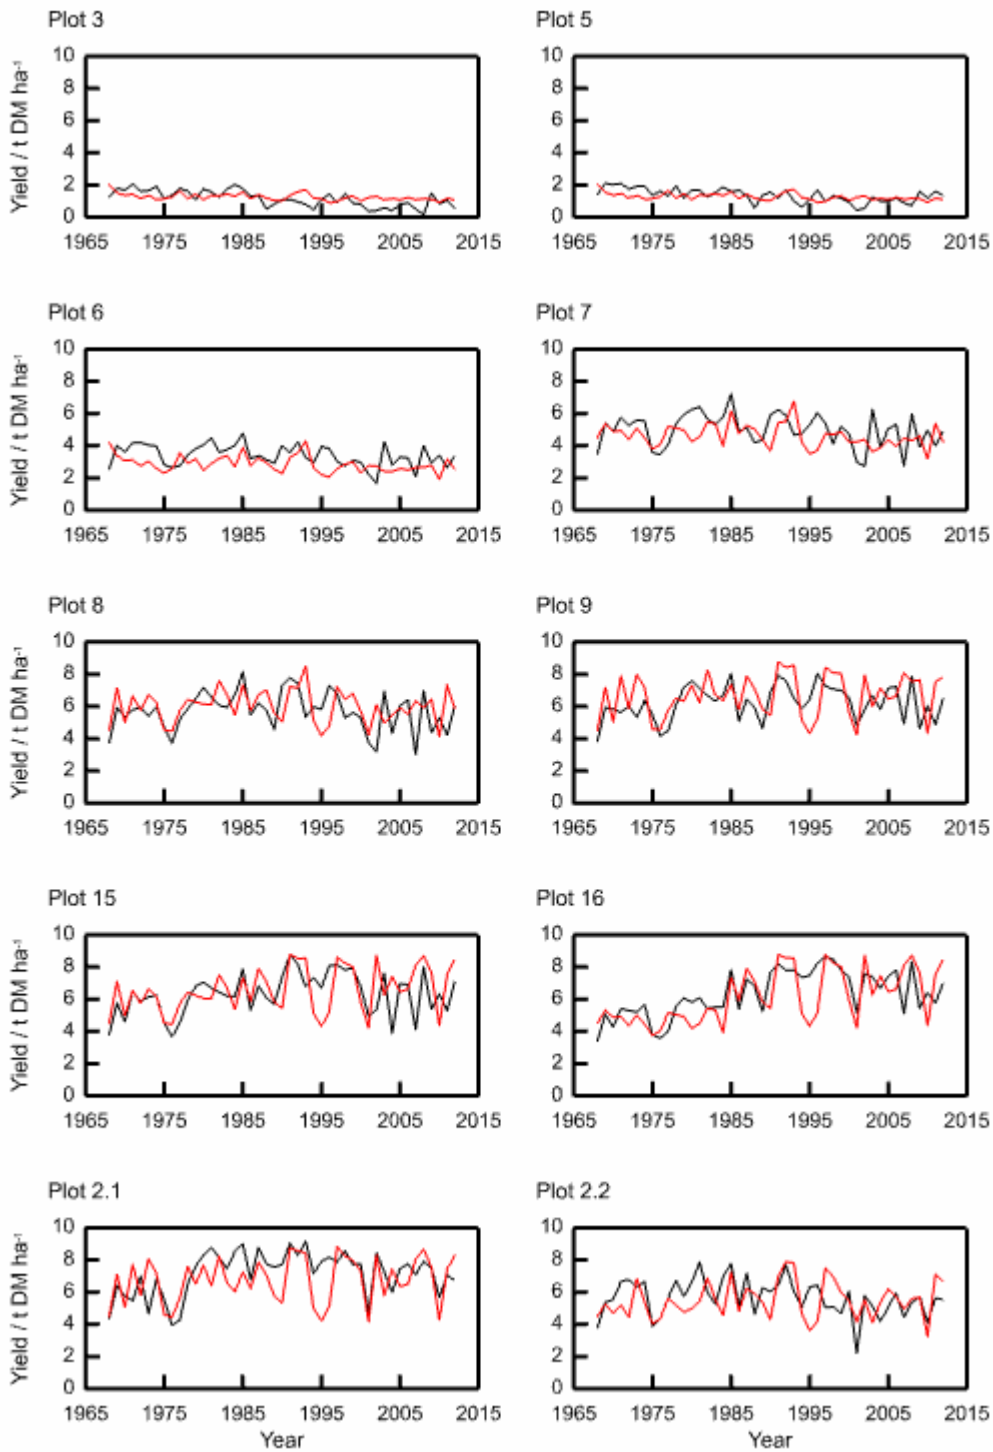 Plot 3 Plot 5
Yield / t DM ha⁻¹ 10 8 6 4 2 0 Yield / t DM ha⁻¹ 10 8 6 4 2 0
1965 1975 1985 1995 2005 2015 1965 1975 1985 1995 2005 2015
Plot 6 Plot 7
Yield / t DM ha⁻¹ 10 8 6 4 2 0 10 8 6 4 2 0
1965 1975 1985 1995 2005 2015 1965 1975 1985 1995 2005 2015
Plot 8 Plot 9
Yield / t DM ha⁻¹ 10 8 6 4 2 0 10 8 6 4 2 0
1965 1975 1985 1995 2005 2015 1965 1975 1985 1995 2005 2015
Plot 15 Plot 16
Yield / t DM ha⁻¹ 10 8 6 4 2 0 10 8 6 4 2 0
1965 1975 1985 1995 2005 2015 1965 1975 1985 1995 2005 2015
Plot 2.1 Plot 2.2
Yield / t DM ha⁻¹ 10 8 6 4 2 0 10 8 6 4 2 0
1965 1975 1985 1995 2005 2015 1965 1975 1985 1995 2005 2015
Year Year